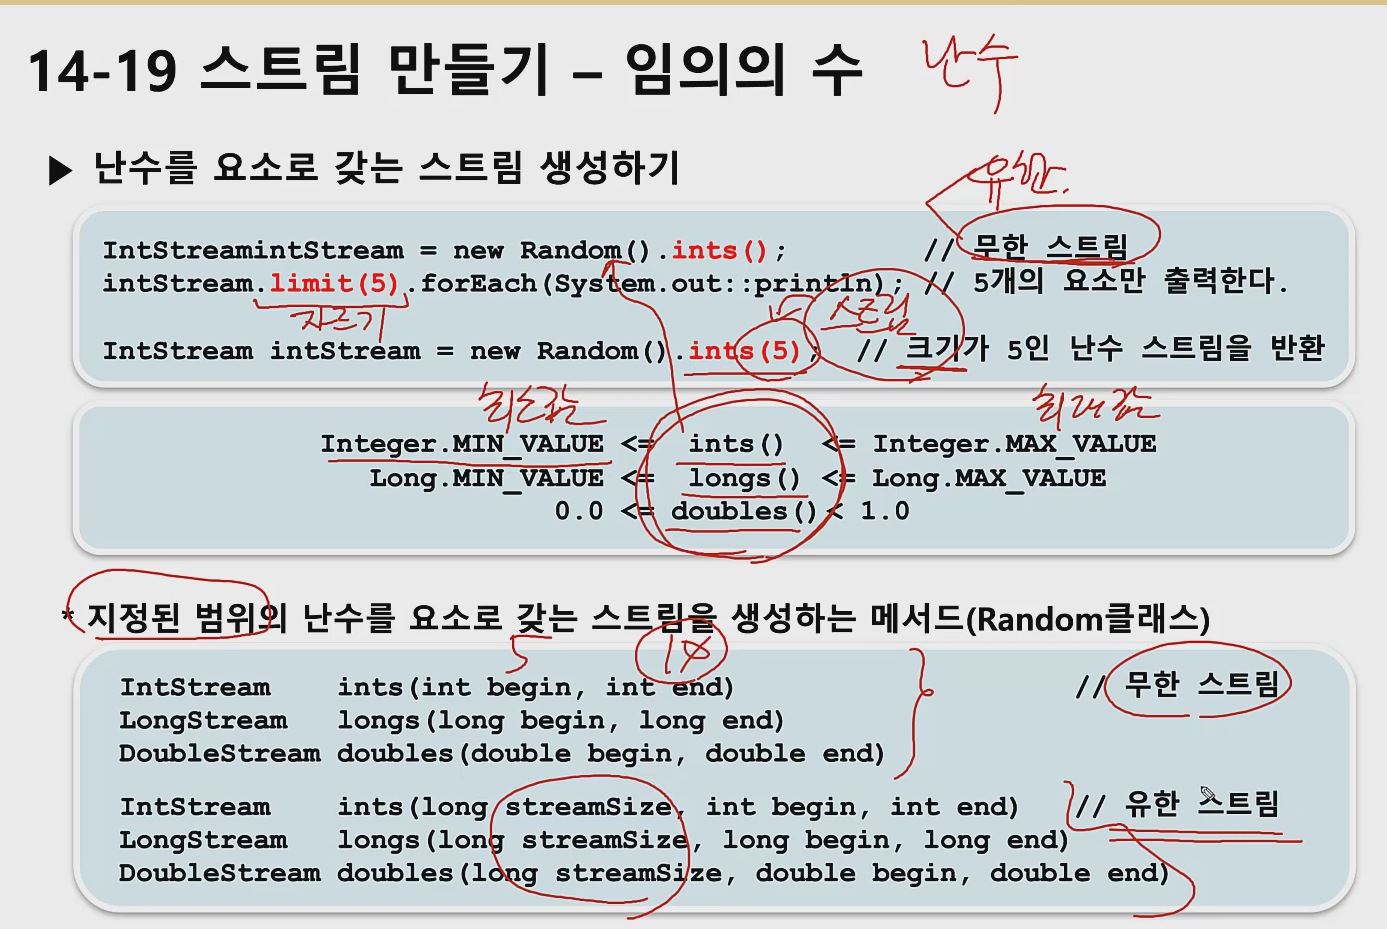 14-19 스트림 만들기 – 임의의 수 난수
▶ 난수를 요소로 갖는 스트림 생성하기
유한.
IntStreamintStream = new Random().ints(); // 무한 스트림
intStream.limit(5).forEach(System.out::println); // 5개의 요소만 출력한다.
자르기 유한 스트림
IntStream intStream = new Random().ints(5); // 크기가 5인 난수 스트림을 반환
최소값 최대값
Integer.MIN_VALUE <= ints() <= Integer.MAX_VALUE
Long.MIN_VALUE <= longs() <= Long.MAX_VALUE
0.0 <= doubles() < 1.0
* 지정된 범위의 난수를 요소로 갖는 스트림을 생성하는 메서드(Random클래스)
5 10
IntStream ints(int begin, int end) // 무한 스트림
LongStream longs(long begin, long end)
DoubleStream doubles(double begin, double end)
IntStream ints(long streamSize, int begin, int end) // 유한 스트림
LongStream longs(long streamSize, long begin, long end)
DoubleStream doubles(long streamSize, double begin, double end)